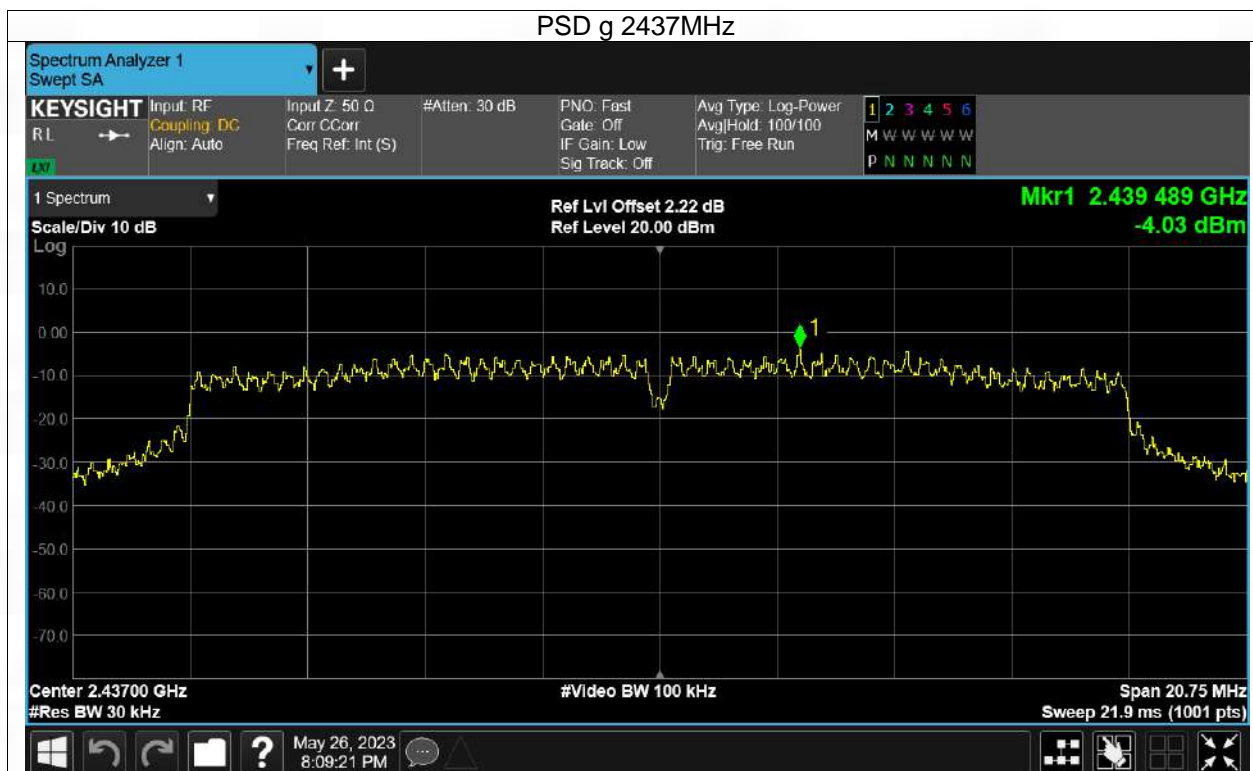 PSD g 2437MHz
Spectrum Analyzer 1
Swept SA
+
KEYSIGHT
R L
LXI
Input: RF
Coupling: DC
Align: Auto
Input Z: 50 Ω
Corr CCorr
Freq Ref: Int (S)
#Atten: 30 dB
PNO: Fast
Gate: Off
IF Gain: Low
Sig Track: Off
Avg Type: Log-Power
Avg|Hold: 100/100
Trig: Free Run
1 2 3 4 5 6
M W W W W W
P N N N N N
1 Spectrum
Scale/Div 10 dB
Ref Lvl Offset 2.22 dB
Ref Level 20.00 dBm
Mkr1 2.439 489 GHz
-4.03 dBm
Log
10.0
0.00
-10.0
-20.0
-30.0
-40.0
-50.0
-60.0
-70.0
1
Center 2.43700 GHz
#Res BW 30 kHz
#Video BW 100 kHz
Span 20.75 MHz
Sweep 21.9 ms (1001 pts)
?
May 26, 2023
8:09:21 PM